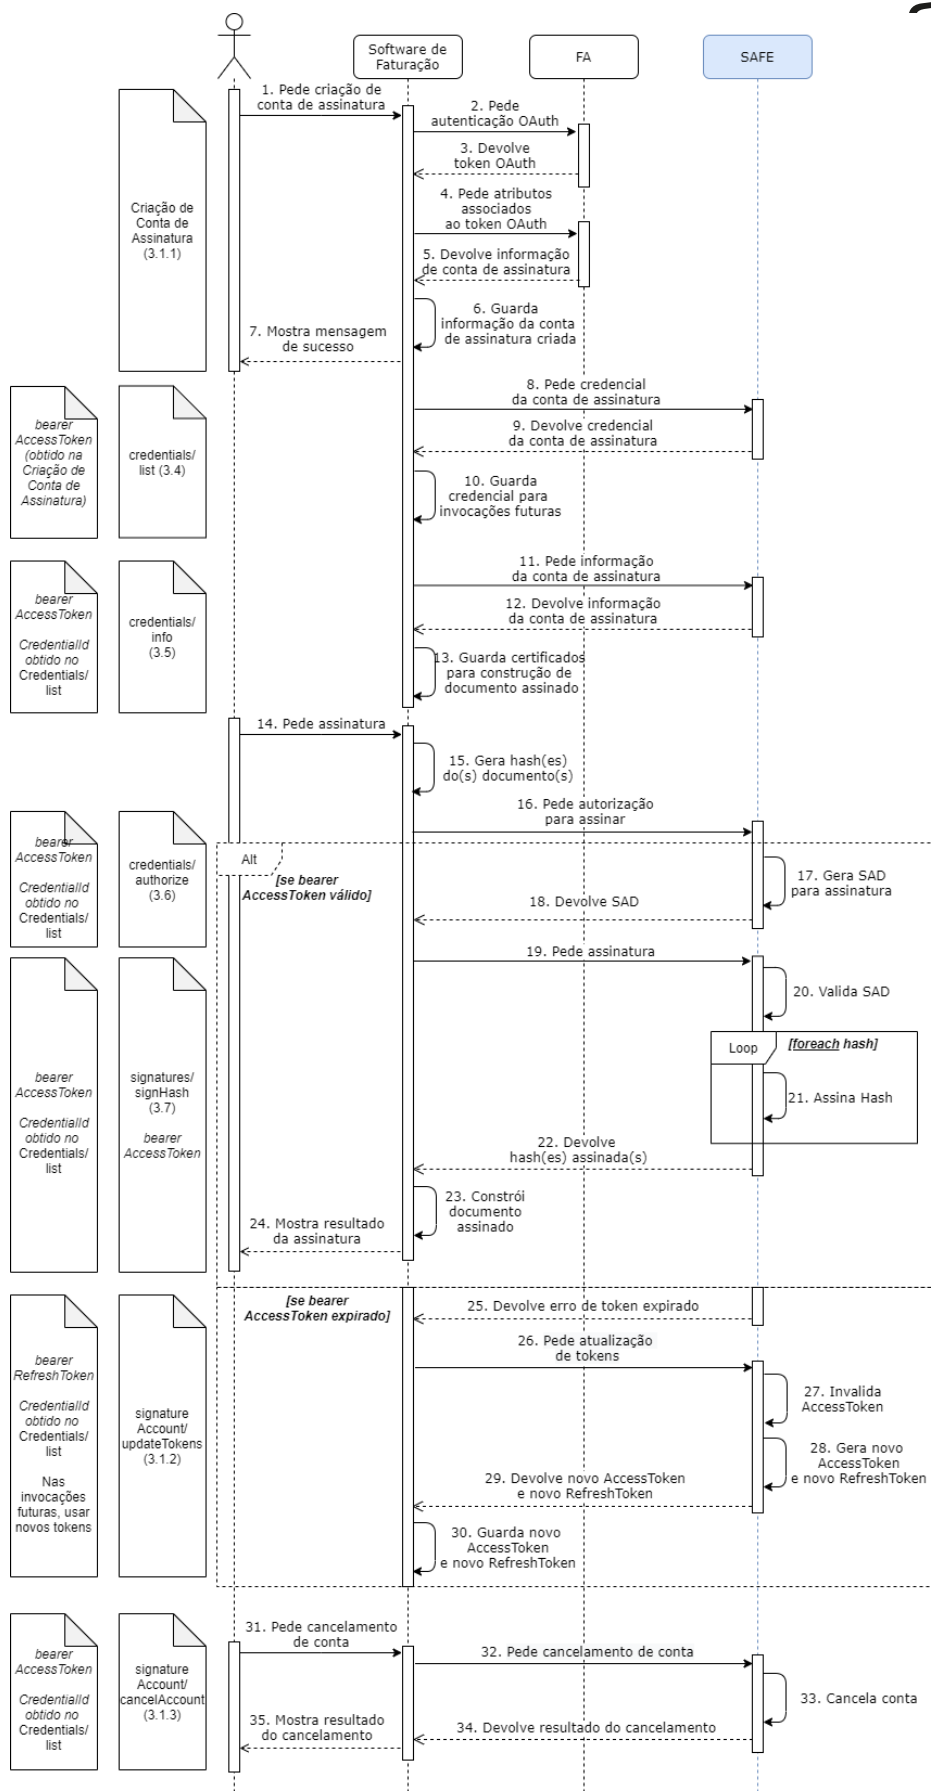 Software de
Faturação
FA
SAFE
1. Pede criação de
conta de assinatura
2. Pede
autenticação OAuth
3. Devolve
token OAuth
4. Pede atributos
associados
ao token OAuth
5. Devolve informação
de conta de assinatura
6. Guarda
informação da conta
de assinatura criada
7. Mostra mensagem
de sucesso
Criação de
Conta de
Assinatura
(3.1.1)
8. Pede credencial
da conta de assinatura
9. Devolve credencial
da conta de assinatura
10. Guarda
credencial para
invocações futuras
bearer
AccessToken
(obtido na
Criação de
Conta de
Assinatura)
credentials/
list (3.4)
11. Pede informação
da conta de assinatura
12. Devolve informação
da conta de assinatura
13. Guarda certificados
para construção de
documento assinado
bearer
AccessToken
CredentialId
obtido no
Credentials/
list
credentials/
info
(3.5)
14. Pede assinatura
15. Gera hash(es)
do(s) documento(s)
16. Pede autorização
para assinar
Alt
[se bearer
AccessToken válido]
17. Gera SAD
para assinatura
18. Devolve SAD
bearer
AccessToken
CredentialId
obtido no
Credentials/
list
credentials/
authorize
(3.6)
19. Pede assinatura
20. Valida SAD
Loop
[foreach hash]
21. Assina Hash
22. Devolve
hash(es) assinada(s)
23. Constrói
documento
assinado
24. Mostra resultado
da assinatura
bearer
AccessToken
CredentialId
obtido no
Credentials/
list
signatures/
signHash
(3.7)
bearer
AccessToken
[se bearer
AccessToken expirado]
25. Devolve erro de token expirado
26. Pede atualização
de tokens
27. Invalida
AccessToken
28. Gera novo
AccessToken
e novo RefreshToken
29. Devolve novo AccessToken
e novo RefreshToken
30. Guarda novo
AccessToken
e novo RefreshToken
bearer
RefreshToken
CredentialId
obtido no
Credentials/
list
Nas
invocações
futuras, usar
novos tokens
signature
Account/
updateTokens
(3.1.2)
31. Pede cancelamento
de conta
32. Pede cancelamento de conta
33. Cancela conta
34. Devolve resultado do cancelamento
35. Mostra resultado
do cancelamento
bearer
AccessToken
CredentialId
obtido no
Credentials/
list
signature
Account/
cancelAccount
(3.1.3)